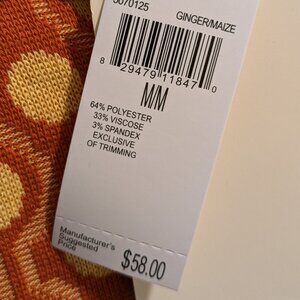 5070125 GINGER/MAIZE
8 29479 11847 0
M/M
64% POLYESTER
33% VISCOSE
3% SPANDEX
EXCLUSIVE
OF TRIMMING
Manufacturer's
Suggested
Price
$58.00